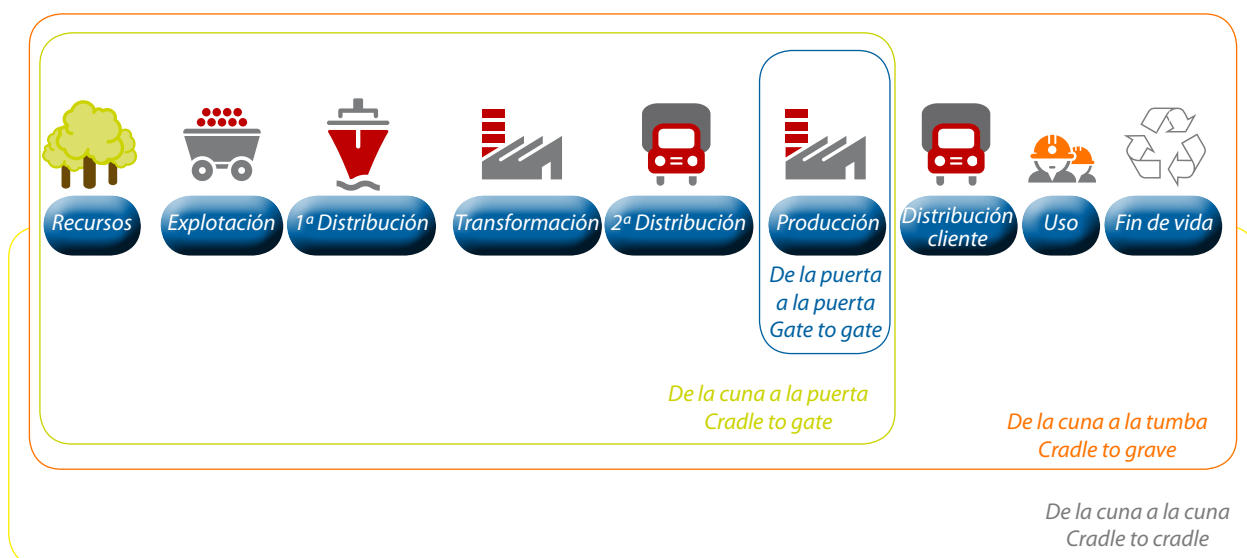 Recursos
Explotación
1ª Distribución
Transformación
2ª Distribución
Producción
Distribución
cliente
Uso
Fin de vida
De la puerta
a la puerta
Gate to gate
De la cuna a la puerta
Cradle to gate
De la cuna a la tumba
Cradle to grave
De la cuna a la cuna
Cradle to cradle